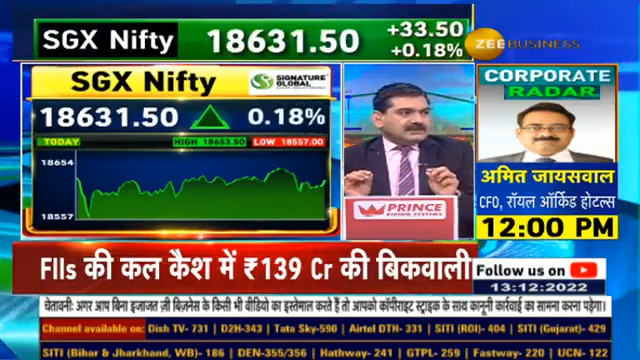 SGX Nifty 18631.50 +33.50 +0.18%
ZEE BUSINESS
SGX Nifty
SIGNATURE GLOBAL
18631.50 0.18%
TODAY HIGH 18653.50 LOW 18557.00
18654
18557
PRINCE
PIPING SYSTEMS
CORPORATE
RADAR
अमित जायसवाल
CFO, रॉयल ऑर्किड होटल्स
12:00 PM
FIIs की कल कैश में ₹139 Cr की बिकवाली
Follow us on
13:12:2022
चेतावनी: अगर आप बिना इजाजत ज़ी बिज़नेस के किसी भी वीडियो का इस्तेमाल करते हैं तो आपको कॉपीराइट स्ट्राइक के साथ कानूनी कार्रवाई का सामना करना पड़ेगा।
Channel available on: Dish TV- 731 | D2H-343 | Tata Sky-590 | Airtel DTH- 331 | SITI (ROI) - 404 | SITI (Gujarat)- 429
SITI (Bihar & Jharkhand, WB)- 186 | DEN-355/356 | Hathway- 241 | GTPL- 259 | Fastway- 220 | UCN- 122